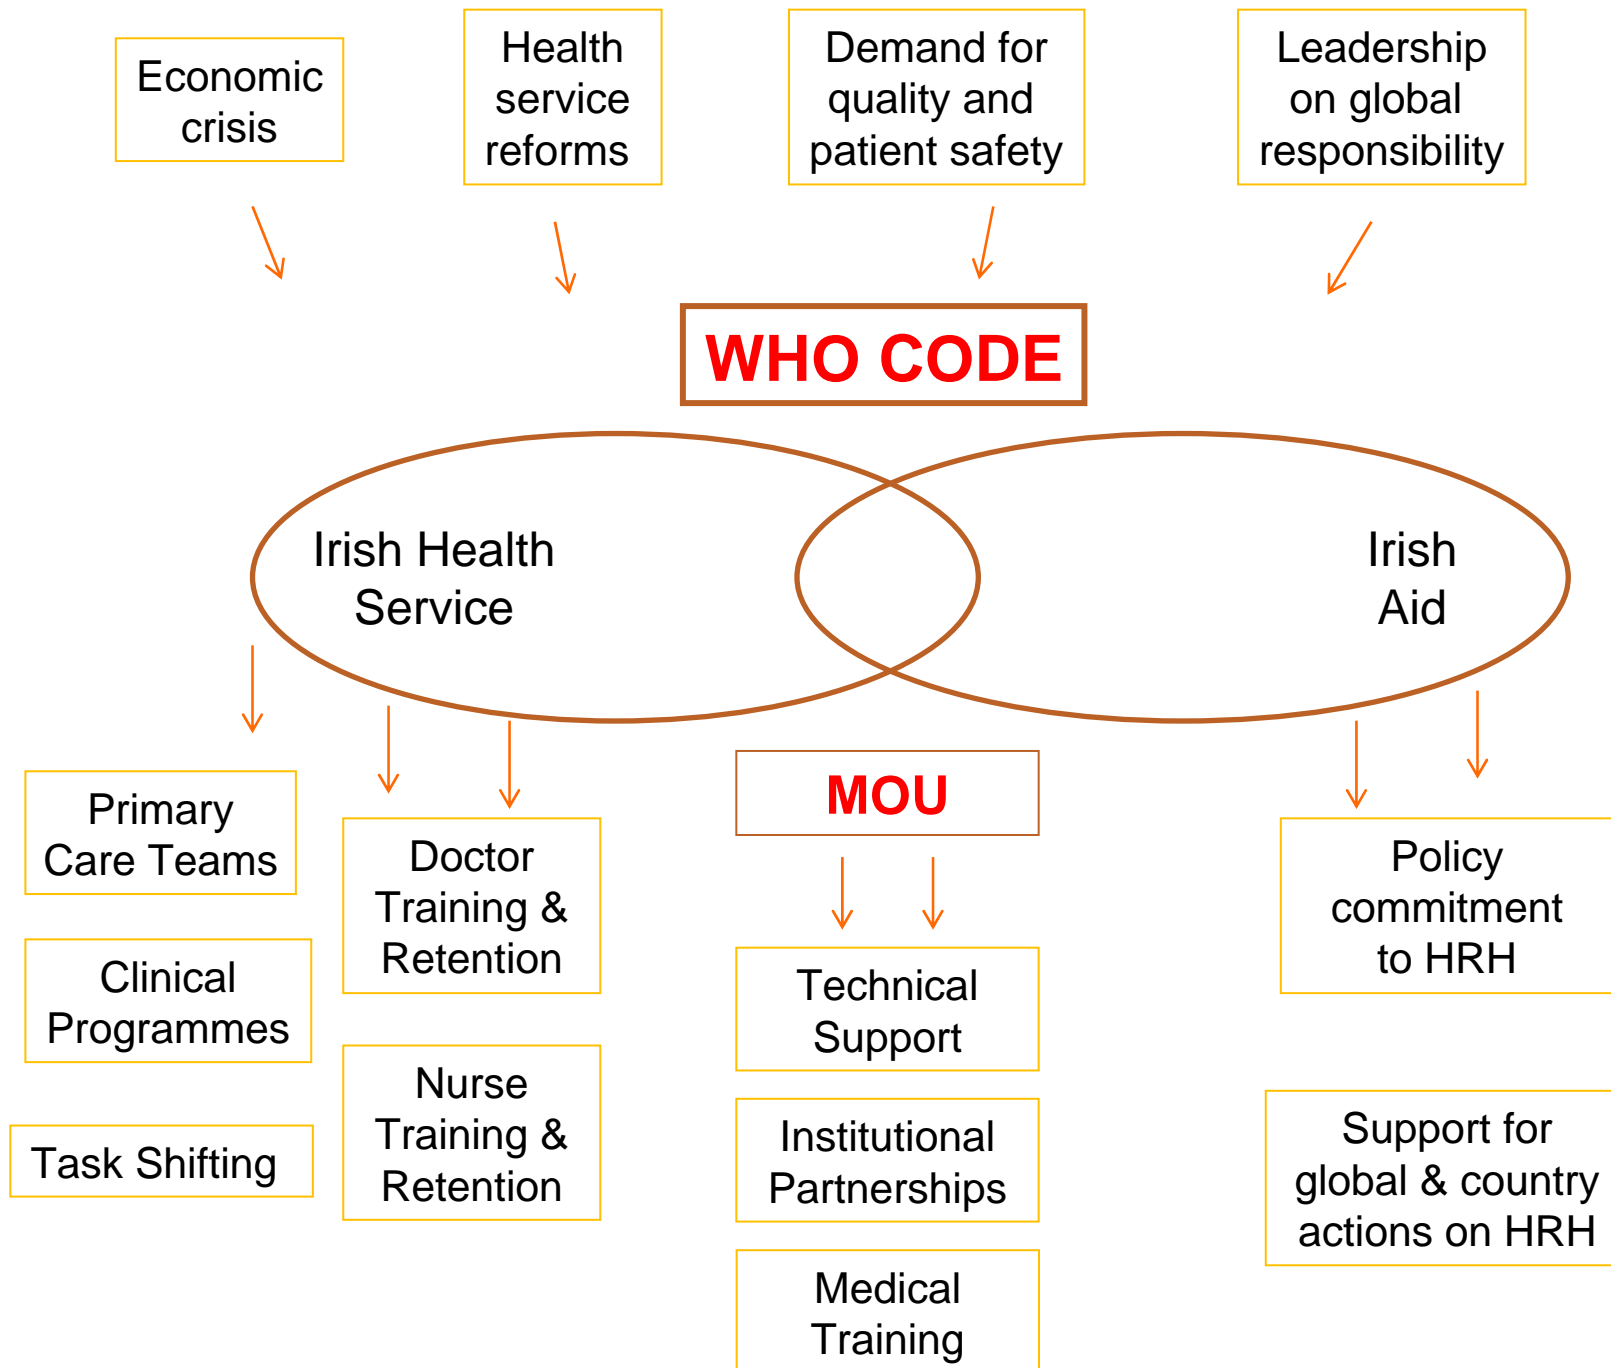 Economic
crisis
Health
service
reforms
Demand for
quality and
patient safety
Leadership
on global
responsibility
WHO CODE
Irish Health
Service
Irish
Aid
Primary
Care Teams
Clinical
Programmes
Task Shifting
Doctor
Training &
Retention
Nurse
Training &
Retention
MOU
Technical
Support
Institutional
Partnerships
Medical
Training
Policy
commitment
to HRH
Support for
global & country
actions on HRH